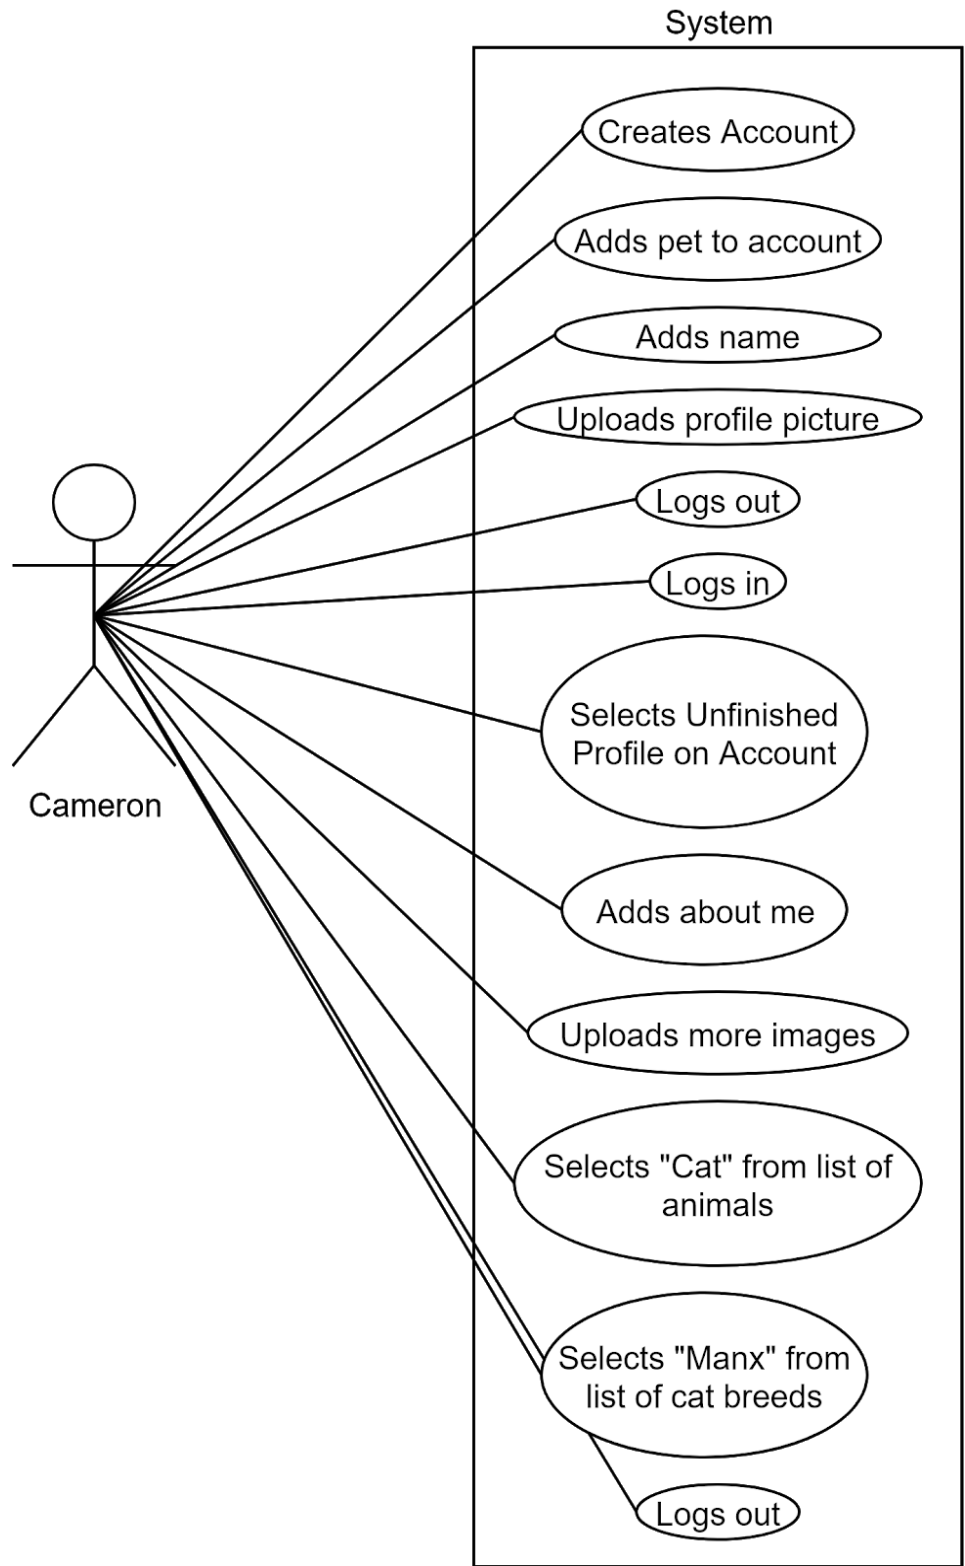 System
Creates Account
Adds pet to account
Adds name
Uploads profile picture
Logs out
Logs in
Selects Unfinished
Profile on Account
Cameron
Adds about me
Uploads more images
Selects "Cat" from list of
animals
Selects "Manx" from
list of cat breeds
Logs out